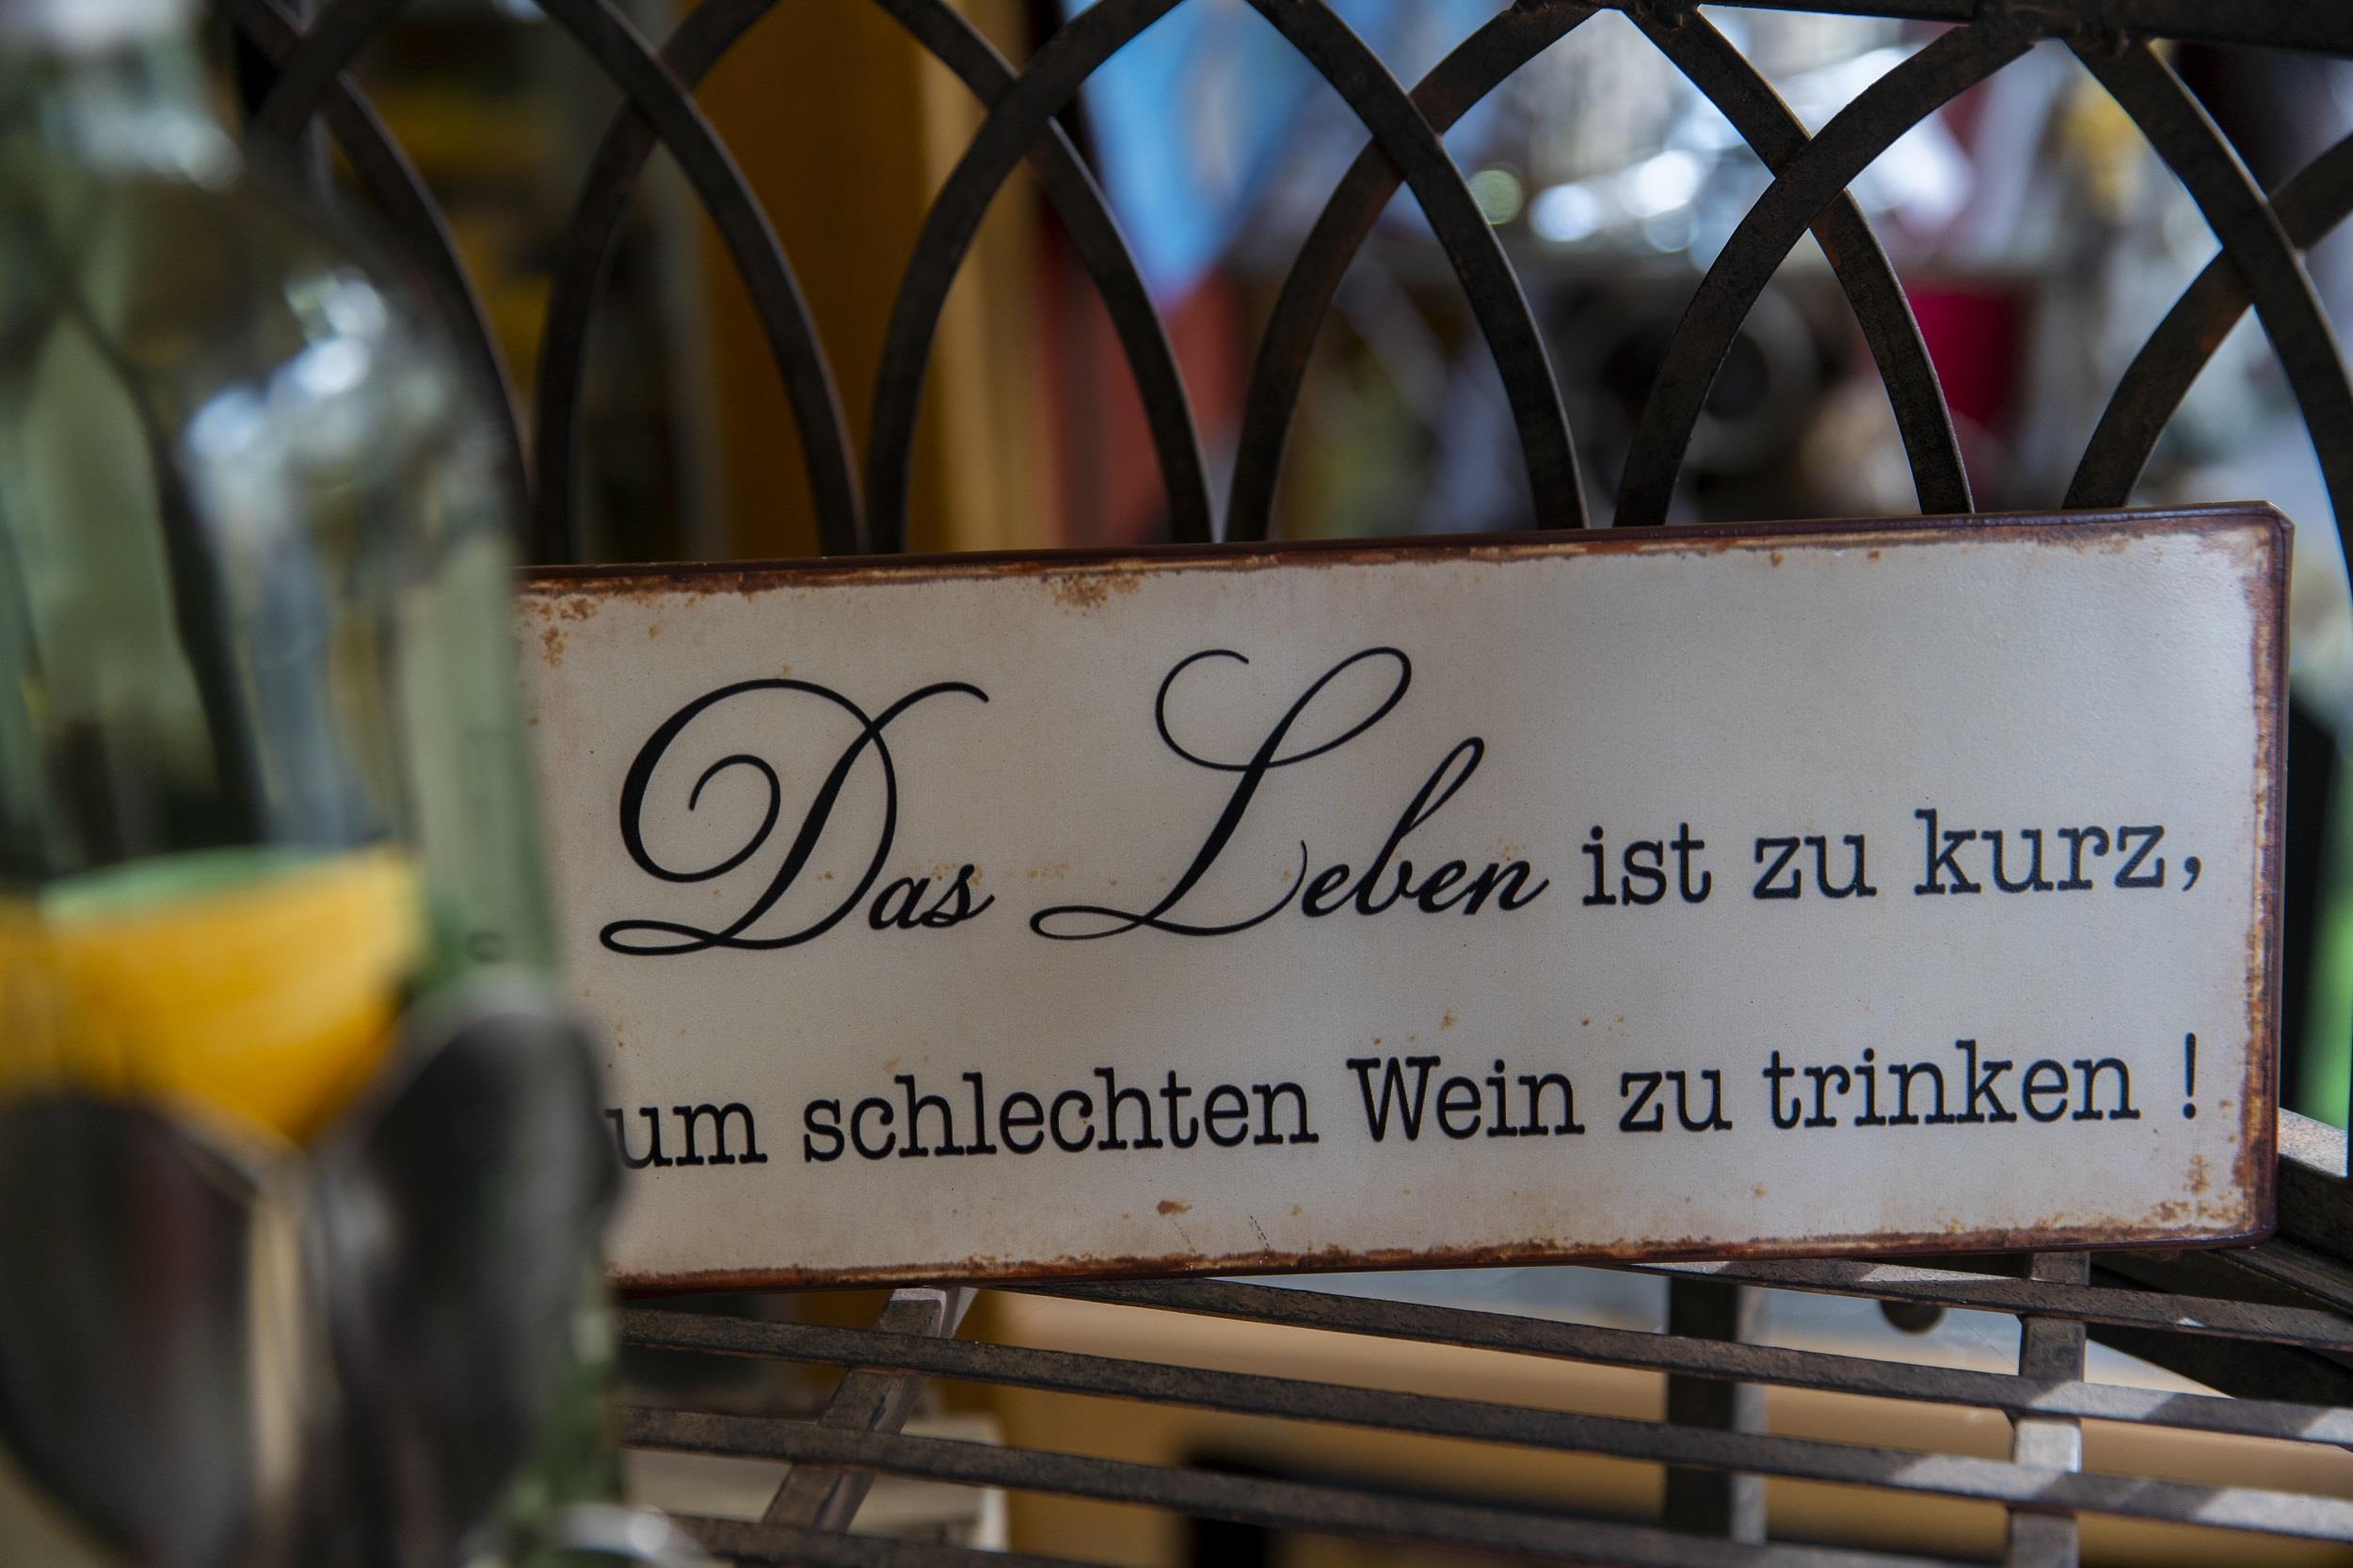 Das Leben ist zu kurz,
um schlechten Wein zu trinken !